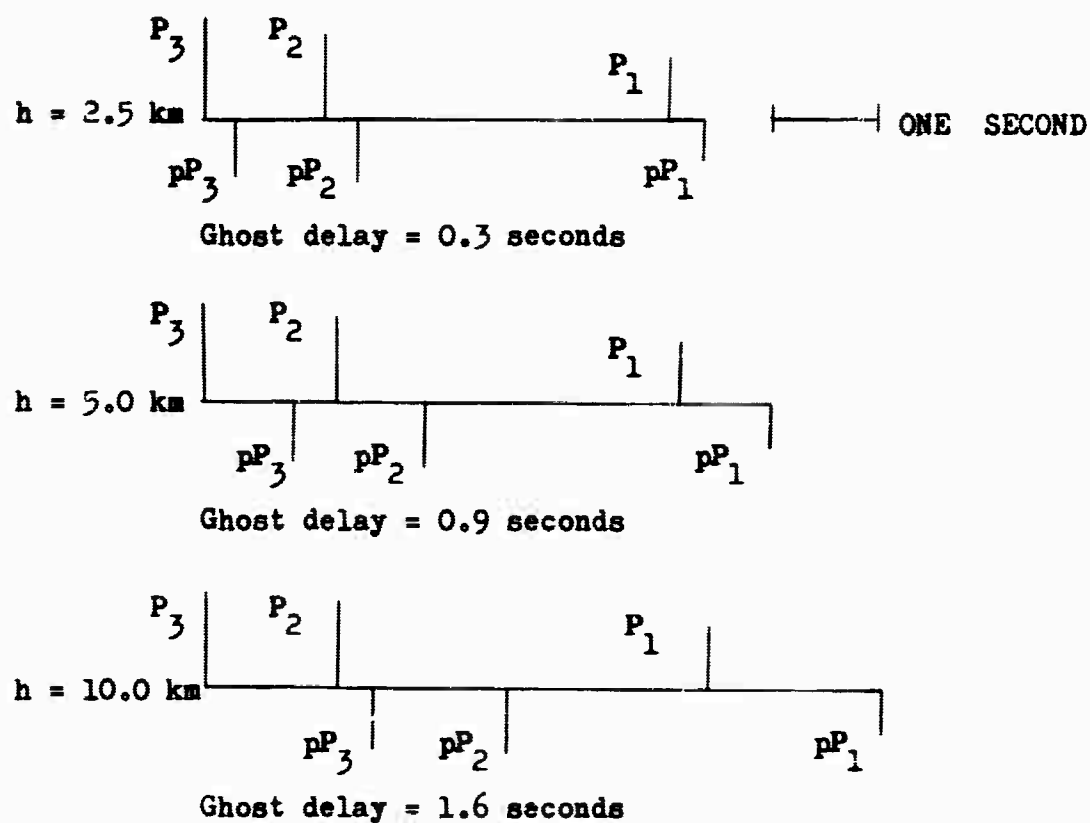 P3 P2 P1
h = 2.5 km ONE SECOND
pP3 pP2 pP1
Ghost delay = 0.3 seconds
P3 P2 P1
h = 5.0 km
pP3 pP2 pP1
Ghost delay = 0.9 seconds
P3 P2 P1
h = 10.0 km
pP3 pP2 pP1
Ghost delay = 1.6 seconds